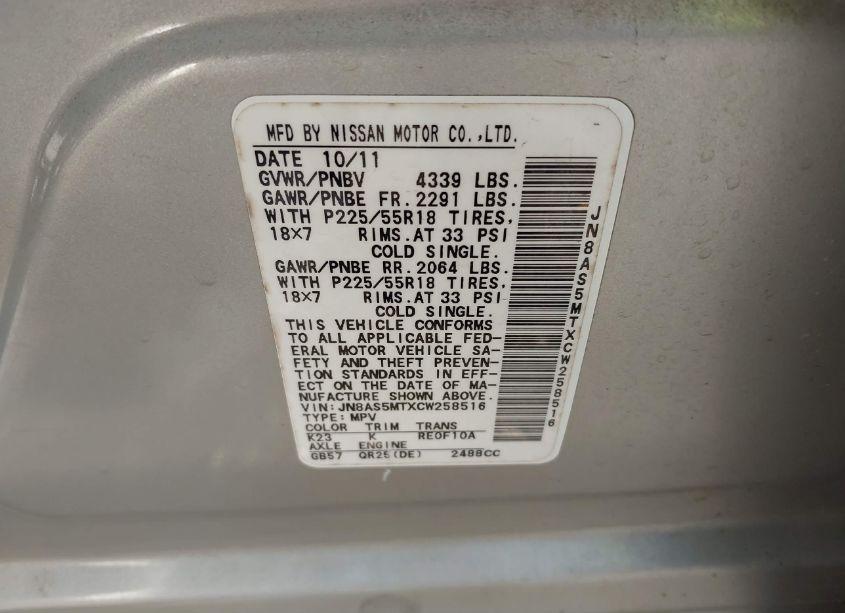 MFD BY NISSAN MOTOR CO.,LTD.
DATE 10/11
GVWR/PNBV 4339 LBS.
GAWR/PNBE FR. 2291 LBS.
WITH P225/55R18 TIRES,
18X7 RIMS.AT 33 PSI
COLD SINGLE.
GAWR/PNBE RR. 2064 LBS.
WITH P225/55R18 TIRES.
18X7 RIMS.AT 33 PSI
COLD SINGLE.
THIS VEHICLE CONFORMS
TO ALL APPLICABLE FED-
ERAL MOTOR VEHICLE SA-
FETY AND THEFT PREVEN-
TION STANDARDS IN EFF-
ECT ON THE DATE OF MA-
NUFACTURE SHOWN ABOVE.
VIN:JN8AS5MTXCW258516
TYPE:MPV
COLOR TRIM TRANS
K23 K RE0F10A
AXLE ENGINE
GB57 QR25(DE) 2488CC
JN8AS5MTXCW258516